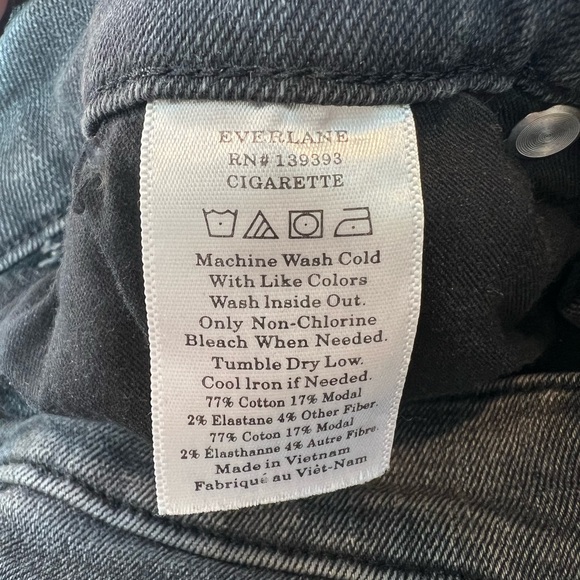 EVERLANE
RN# 139393
CIGARETTE
Machine Wash Cold
With Like Colors
Wash Inside Out.
Only Non-Chlorine
Bleach When Needed.
Tumble Dry Low.
Cool Iron if Needed.
77% Cotton 17% Modal
2% Elastane 4% Other Fiber.
77% Coton 17% Modal
2% Élasthanne 4% Autre Fibre.
Made in Vietnam
Fabriqué au Viêt-Nam